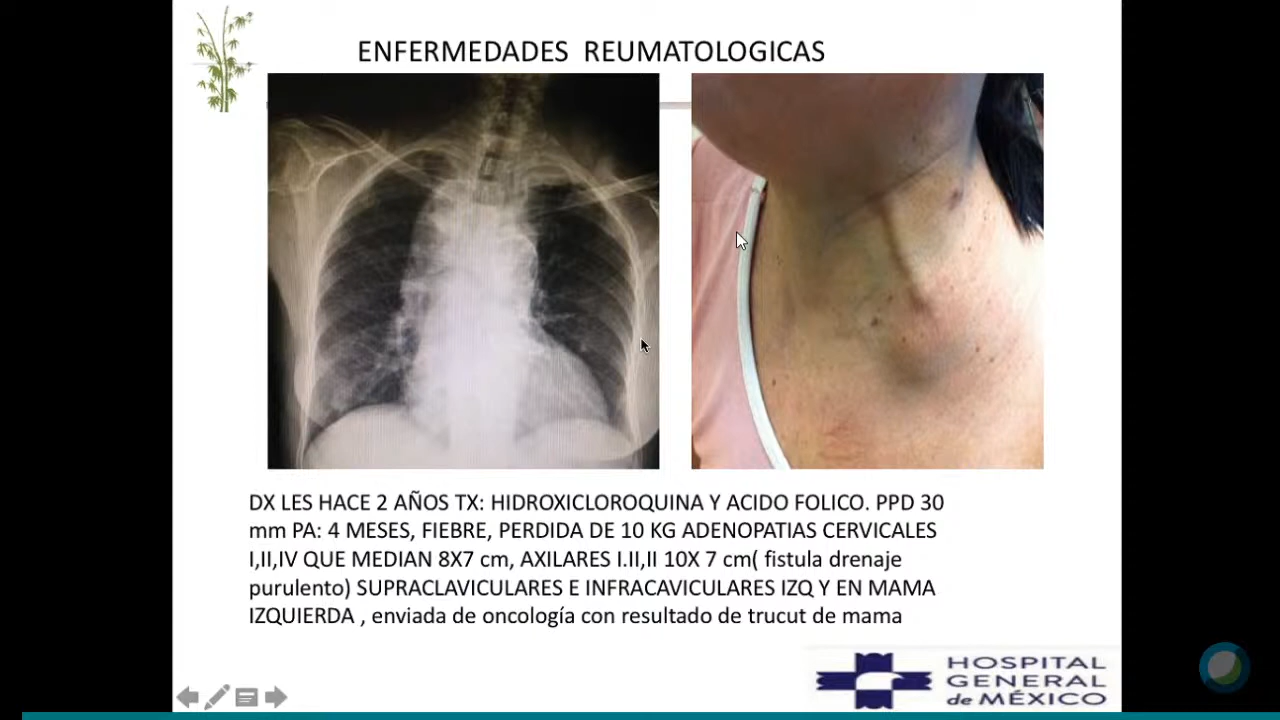 ENFERMEDADES REUMATOLOGICAS
DX LES HACE 2 AÑOS TX: HIDROXICLOROQUINA Y ACIDO FOLICO. PPD 30
mm PA: 4 MESES, FIEBRE, PERDIDA DE 10 KG ADENOPATIAS CERVICALES
I,II,IV QUE MEDIAN 8X7 cm, AXILARES I.II,II 10X 7 cm( fistula drenaje
purulento) SUPRACLAVICULARES E INFRACAVICULARES IZQ Y EN MAMA
IZQUIERDA , enviada de oncología con resultado de trucut de mama
HOSPITAL
GENERAL
de MÉXICO